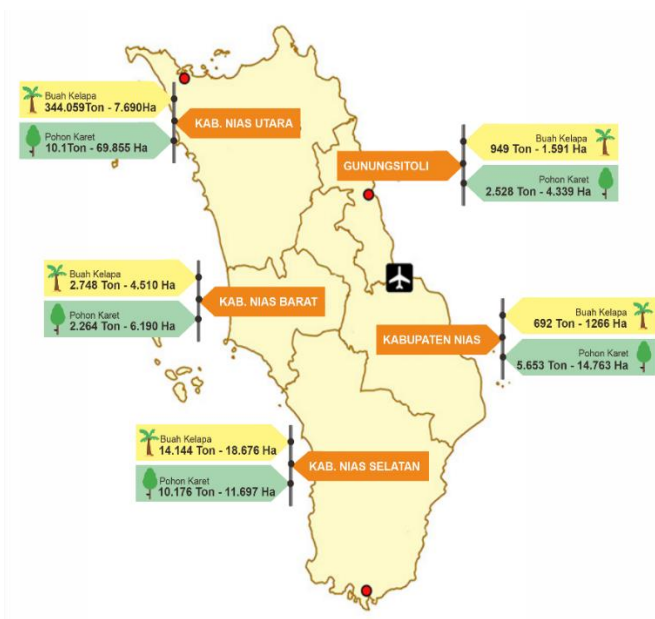 Buah Kelapa
344.059Ton - 7.690Ha
KAB. NIAS UTARA
Pohon Karet
10.1Ton - 69.855 Ha
Buah Kelapa
949 Ton - 1.591 Ha
GUNUNGSITOLI
Pohon Karet
2.528 Ton - 4.339 Ha
Buah Kelapa
2.748 Ton - 4.510 Ha
KAB. NIAS BARAT
Pohon Karet
2.264 Ton - 6.190 Ha
Buah Kelapa
692 Ton - 1266 Ha
KABUPATEN NIAS
Pohon Karet
5.653 Ton - 14.763 Ha
Buah Kelapa
14.144 Ton - 18.676 Ha
KAB. NIAS SELATAN
Pohon Karet
10.176 Ton - 11.697 Ha